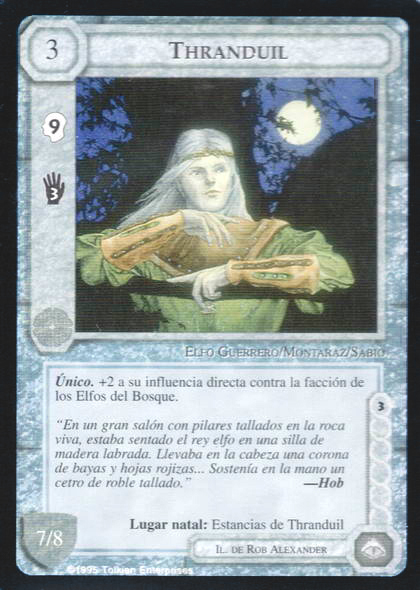 3
THRANDUIL
9
3
ELFO GUERRERO/MONTARAZ/SABIO
Único. +2 a su influencia directa contra la facción de
los Elfos del Bosque.
3
“En un gran salón con pilares tallados en la roca
viva, estaba sentado el rey elfo en una silla de
madera labrada. Llevaba en la cabeza una corona
de bayas y hojas rojizas... Sostenía en la mano un
cetro de roble tallado.” —Hob
Lugar natal: Estancias de Thranduil
7/8
IL. DE ROB ALEXANDER
©1995 Tolkien Enterprises